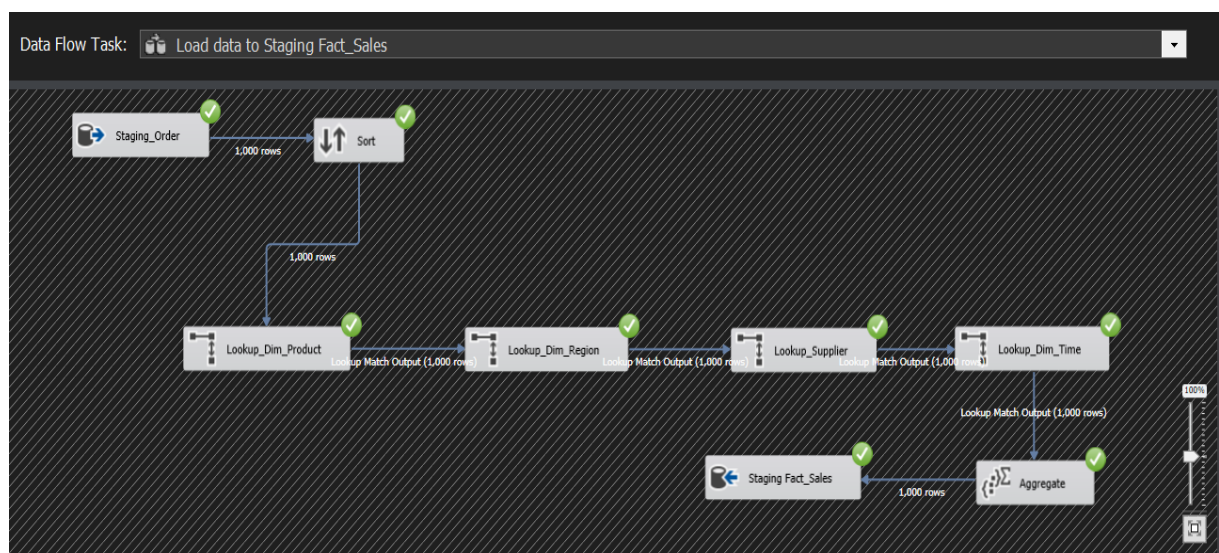 Data Flow Task: Load data to Staging Fact_Sales
Staging_Order
1,000 rows
Sort
1,000 rows
Lookup_Dim_Product
Lookup Match Output (1,000 rows)
Lookup_Dim_Region
Lookup Match Output (1,000 rows)
Lookup_Supplier
Lookup Match Output (1,000 rows)
Lookup_Dim_Time
100%
Lookup Match Output (1,000 rows)
Staging Fact_Sales
1,000 rows
Aggregate